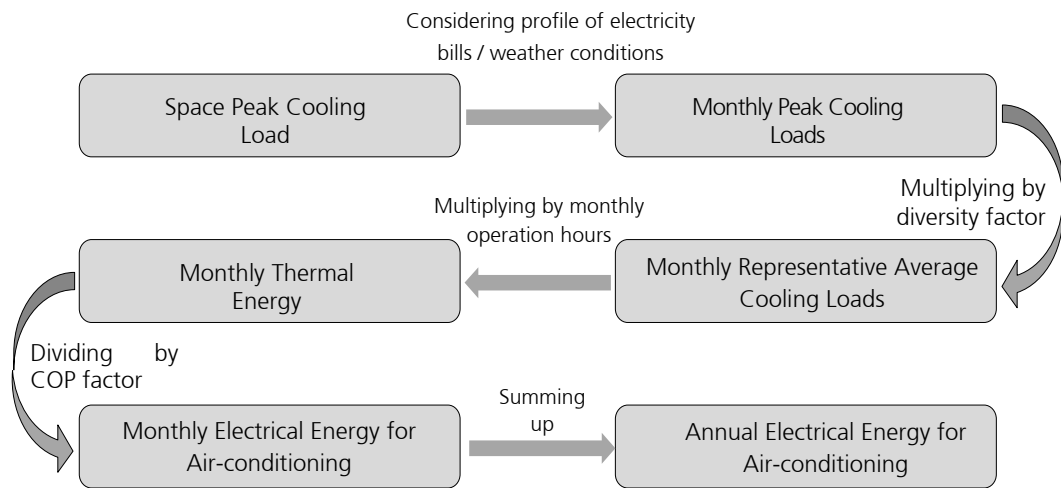 Considering profile of electricity
bills / weather conditions
Space Peak Cooling
Load
Monthly Peak Cooling
Loads
Multiplying by
diversity factor
Multiplying by monthly
operation hours
Monthly Representative Average
Cooling Loads
Monthly Thermal
Energy
Dividing by
COP factor
Monthly Electrical Energy for
Air-conditioning
Summing
up
Annual Electrical Energy for
Air-conditioning